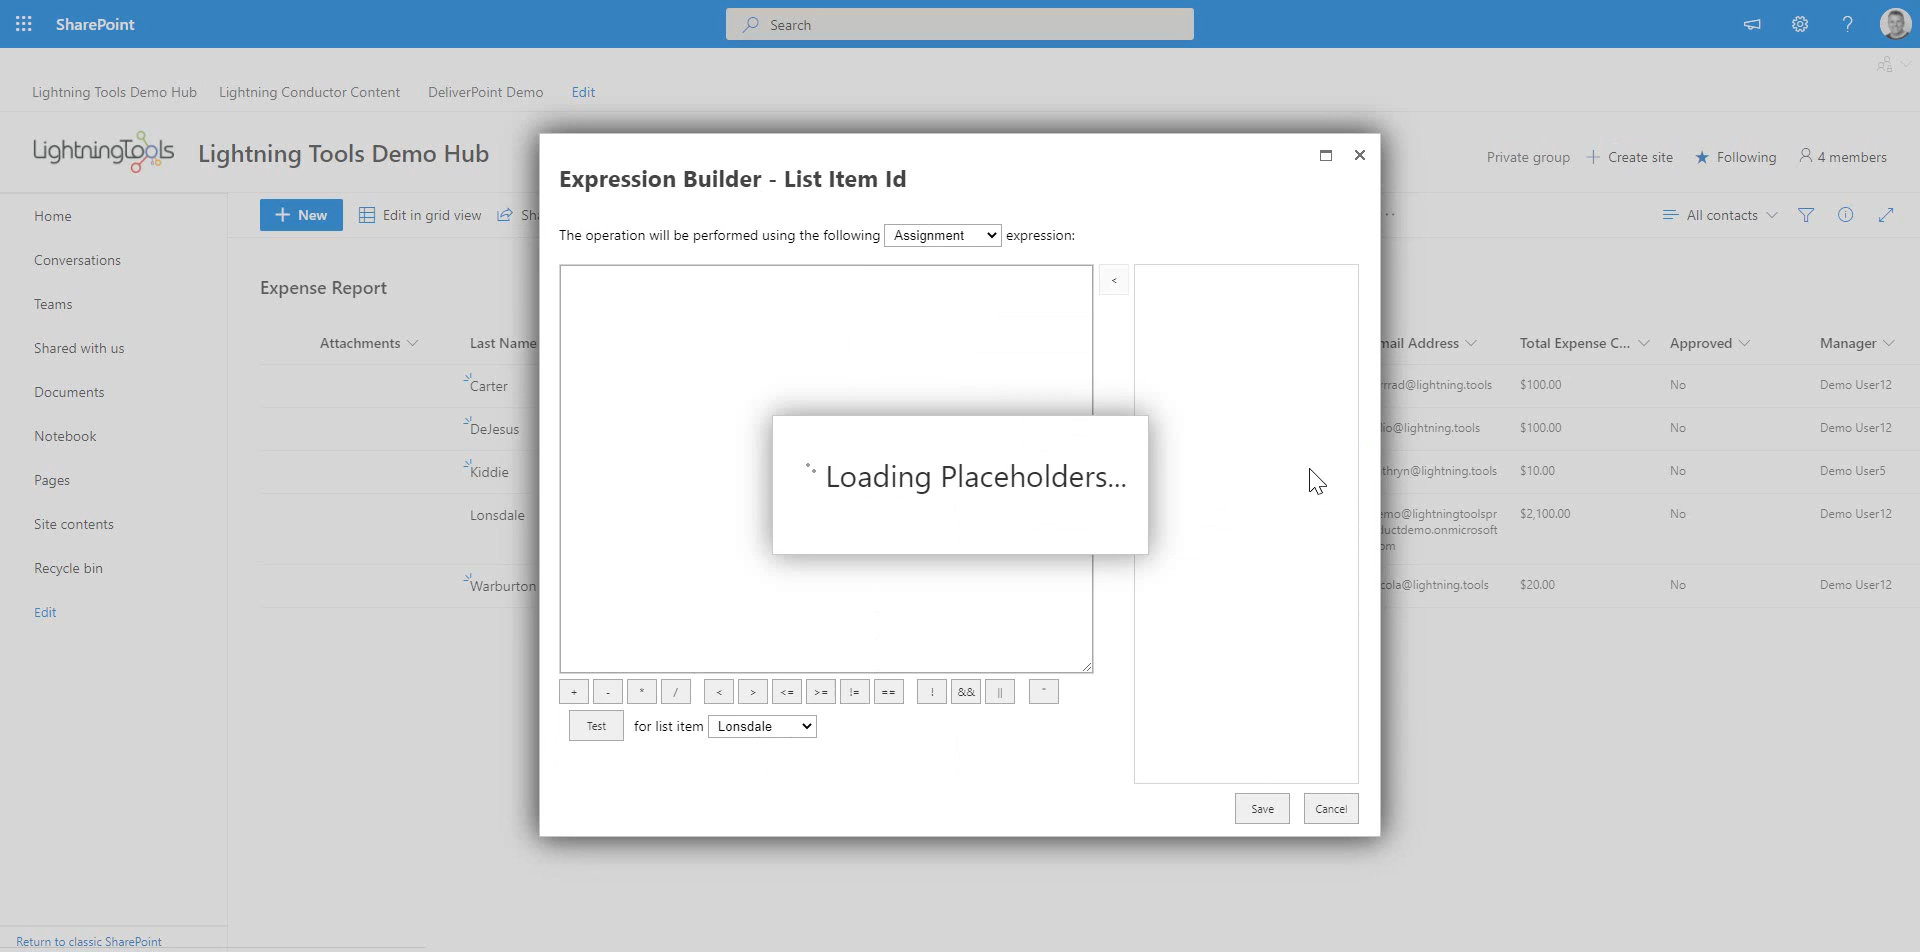 SharePoint
Search
?
Lightning Tools Demo Hub
Lightning Conductor Content
DeliverPoint Demo
Edit
LightningTools
Lightning Tools Demo Hub
Private group
Create site
Following
4 members
Home
Conversations
Teams
Shared with us
Documents
Notebook
Pages
Site contents
Recycle bin
Edit
Return to classic SharePoint
+ New
Edit in grid view
All contacts
Expense Report
Attachments
Last Name
Total Expense C...
Approved
Manager
Carter
$100.00
No
Demo User12
DeJesus
$100.00
No
Demo User12
Kiddie
$10.00
No
Demo User5
Lonsdale
$2,100.00
No
Demo User12
Warburton
$20.00
No
Demo User12
Address
Expression Builder - List Item Id
The operation will be performed using the following Assignment expression:
<
Loading Placeholders...
+ - * / < > <= >= != == ! && || "
Test for list item Lonsdale
Save
Cancel